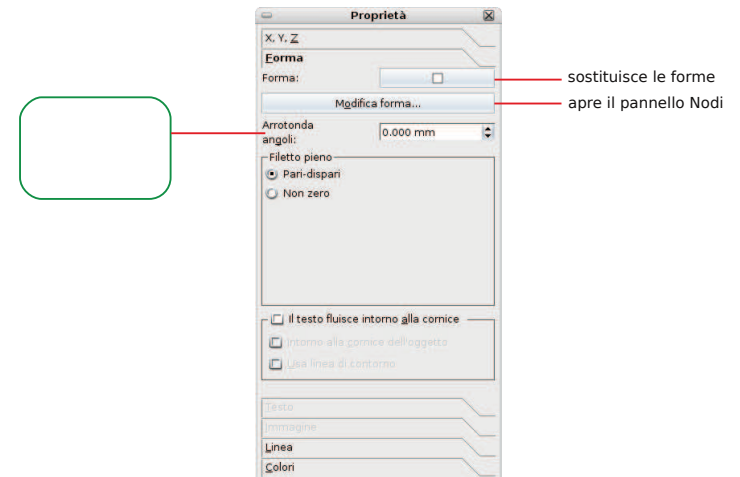 Proprietà
X, Y, Z
Forma
Forma:
sostituisce le forme
Modifica forma...
apre il pannello Nodi
Arrotonda
angoli:
0.000 mm
Filetto pieno
Pari-dispari
Non zero
Il testo fluisce intorno alla cornice
Intorno alla cornice dell'oggetto
Usa linea di contorno
Testo
Immagine
Linea
Colori